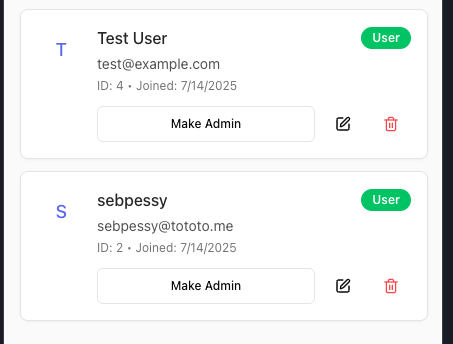 T
Test User
User
test@example.com
ID: 4 • Joined: 7/14/2025
Make Admin
S
sebpessy
User
sebpessy@tototo.me
ID: 2 • Joined: 7/14/2025
Make Admin